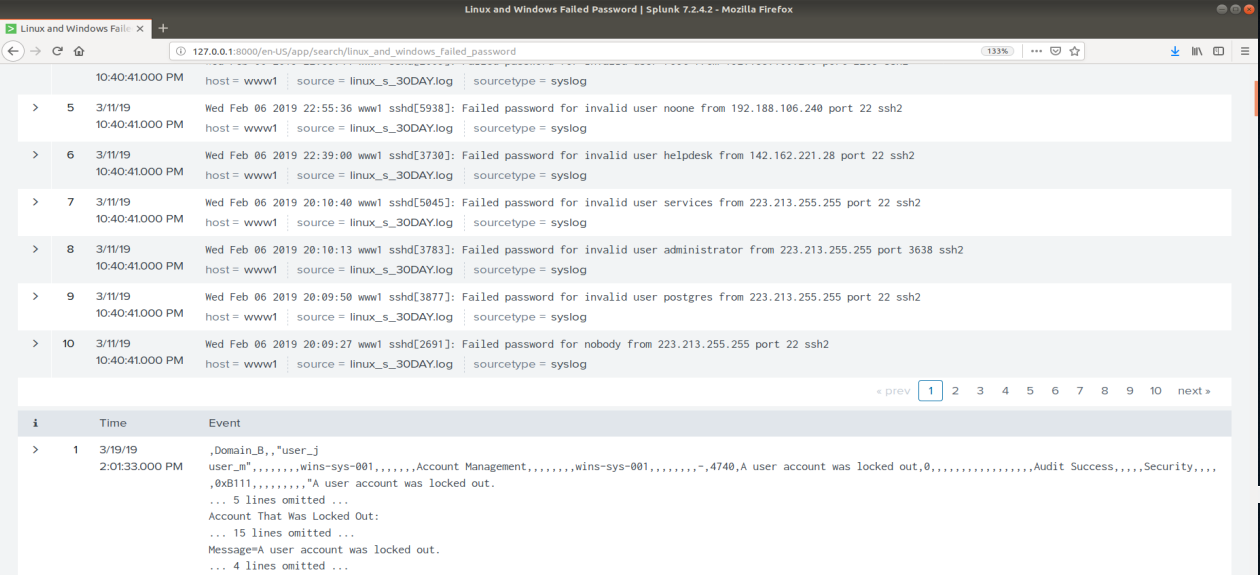 Linux and Windows Failed Password | Splunk 7.2.4.2 - Mozilla Firefox
Linux and Windows Faile
127.0.0.1:8000/en-US/app/search/linux_and_windows_failed_password 133%
10:40:41.000 PM
host = www1 source = linux_s_30DAY.log sourcetype = syslog
5 3/11/19 Wed Feb 06 2019 22:55:36 www1 sshd[5938]: Failed password for invalid user noone from 192.188.106.240 port 22 ssh2
10:40:41.000 PM
host = www1 source = linux_s_30DAY.log sourcetype = syslog
6 3/11/19 Wed Feb 06 2019 22:39:00 www1 sshd[3730]: Failed password for invalid user helpdesk from 142.162.221.28 port 22 ssh2
10:40:41.000 PM
host = www1 source = linux_s_30DAY.log sourcetype = syslog
7 3/11/19 Wed Feb 06 2019 20:10:40 www1 sshd[5045]: Failed password for invalid user services from 223.213.255.255 port 22 ssh2
10:40:41.000 PM
host = www1 source = linux_s_30DAY.log sourcetype = syslog
8 3/11/19 Wed Feb 06 2019 20:10:13 www1 sshd[3783]: Failed password for invalid user administrator from 223.213.255.255 port 3638 ssh2
10:40:41.000 PM
host = www1 source = linux_s_30DAY.log sourcetype = syslog
9 3/11/19 Wed Feb 06 2019 20:09:50 www1 sshd[3877]: Failed password for invalid user postgres from 223.213.255.255 port 22 ssh2
10:40:41.000 PM
host = www1 source = linux_s_30DAY.log sourcetype = syslog
10 3/11/19 Wed Feb 06 2019 20:09:27 www1 sshd[2691]: Failed password for nobody from 223.213.255.255 port 22 ssh2
10:40:41.000 PM
host = www1 source = linux_s_30DAY.log sourcetype = syslog
« prev 1 2 3 4 5 6 7 8 9 10 next »
i Time Event
1 3/19/19 ,Domain_B,,"user_j
2:01:33.000 PM user_m",,,,,,,,wins-sys-001,,,,,,,Account Management,,,,,,,,wins-sys-001,,,,,,,,-,4740,A user account was locked out,0,,,,,,,,,,,,,,,,,Audit Success,,,,,Security,,,,
,0xB111,,,,,,,,,"A user account was locked out.
... 5 lines omitted ...
Account That Was Locked Out:
... 15 lines omitted ...
Message=A user account was locked out.
... 4 lines omitted ...